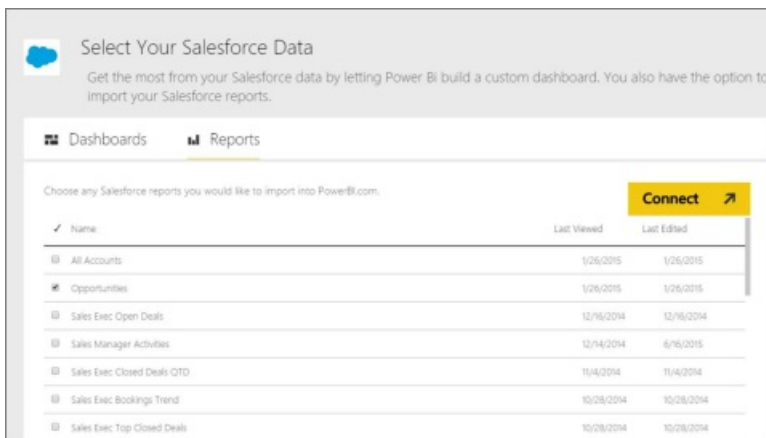 Select Your Salesforce Data
Get the most from your Salesforce data by letting Power BI build a custom dashboard. You also have the option to
import your Salesforce reports.
Dashboards Reports
Choose any Salesforce reports you would like to import into PowerBI.com.
Connect
Name Last Viewed Last Edited
All Accounts 1/26/2015 1/26/2015
Opportunities 1/26/2015 1/26/2015
Sales Exec Open Deals 12/16/2014 12/16/2014
Sales Manager Activities 12/14/2014 6/16/2015
Sales Exec Closed Deals QTD 11/4/2014 11/4/2014
Sales Exec Bookings Trend 10/28/2014 10/28/2014
Sales Exec Top Closed Deals 10/28/2014 10/28/2014